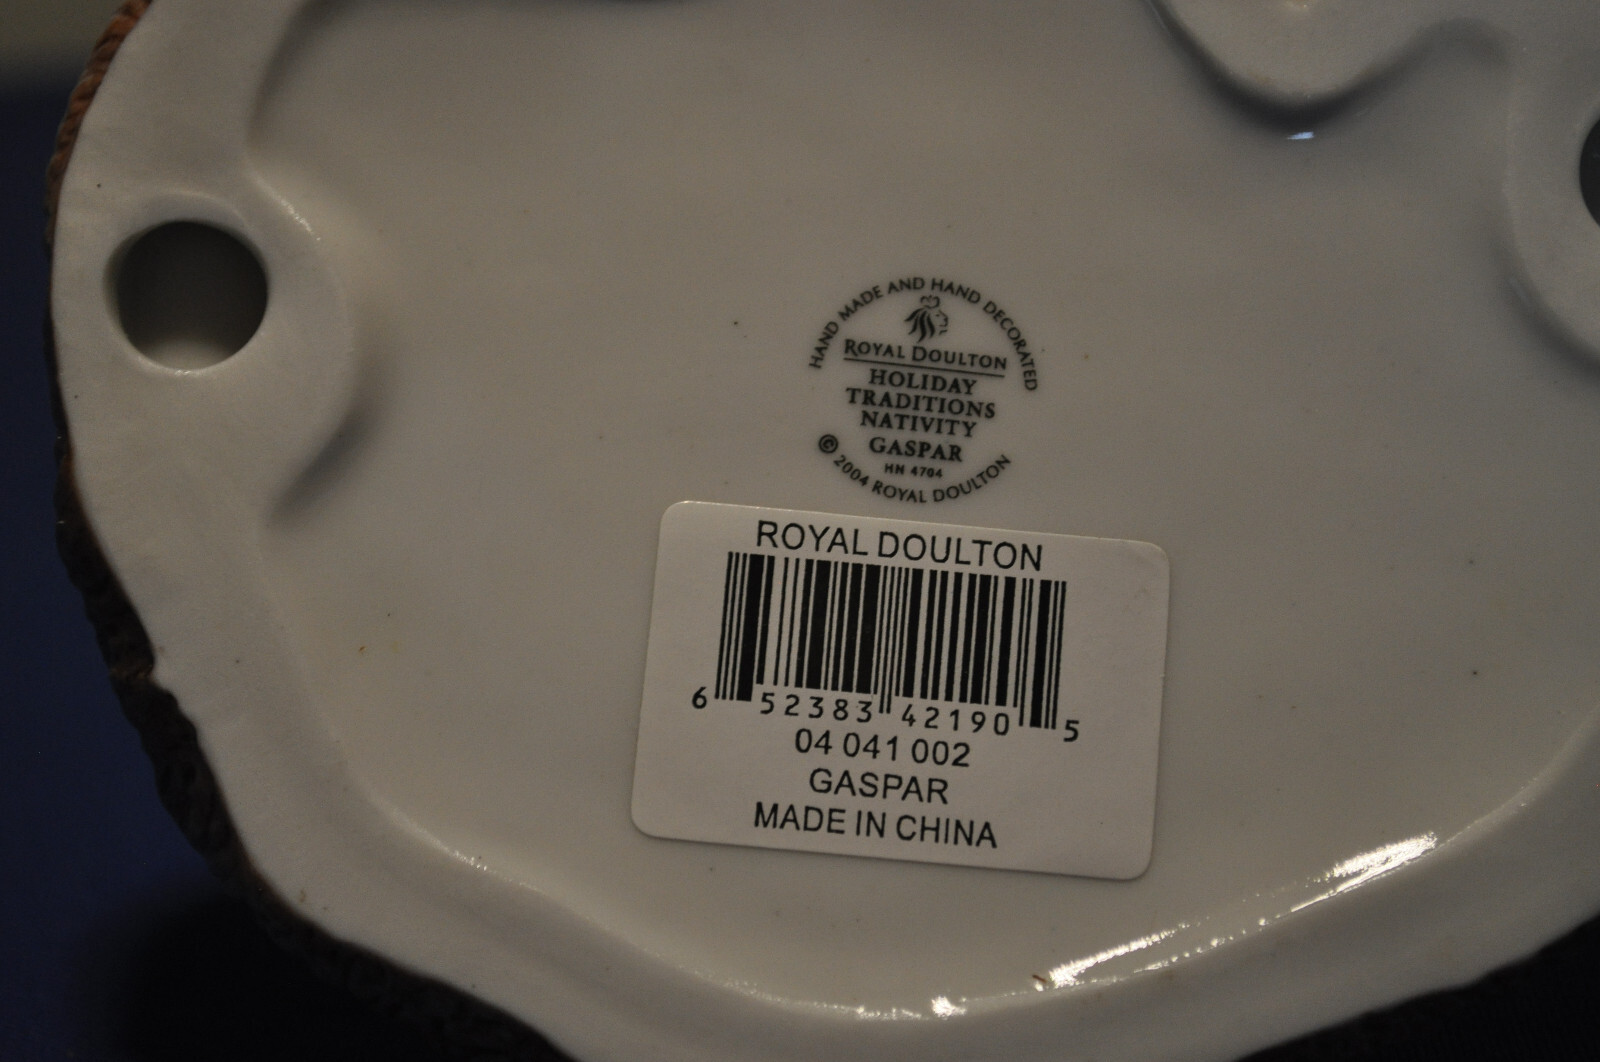 HAND MADE AND HAND DECORATED
ROYAL DOULTON
HOLIDAY
TRADITIONS
NATIVITY
GASPAR
HN 4704
© 2004 ROYAL DOULTON
ROYAL DOULTON
6 52383 42190 5
04 041 002
GASPAR
MADE IN CHINA